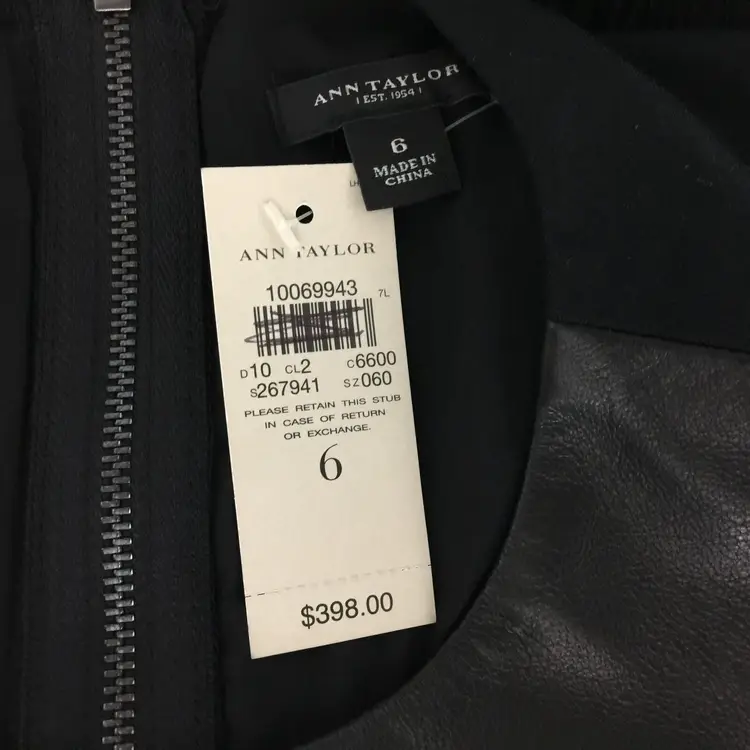 ANN TAYLOR
| EST. 1954 |
6
MADE IN
CHINA
LH
ANN TAYLOR
10069943 7L
D10 CL2 C6600
S267941 SZ060
PLEASE RETAIN THIS STUB
IN CASE OF RETURN
OR EXCHANGE.
6
$398.00